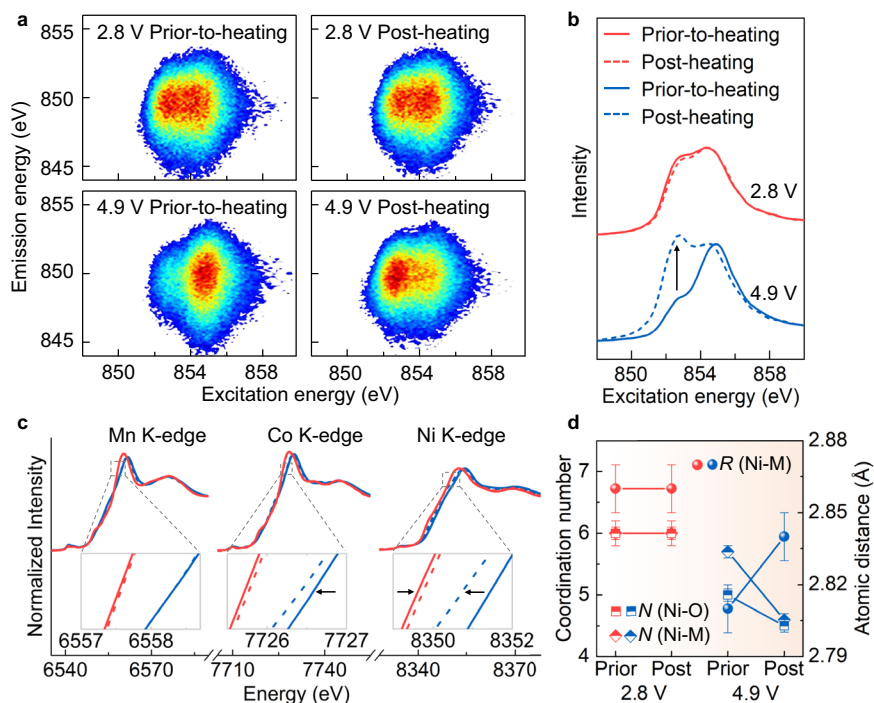 a
2.8 V Prior-to-heating
2.8 V Post-heating
4.9 V Prior-to-heating
4.9 V Post-heating
855
850
844
855
850
844
Emission energy (eV)
850 854 858 850 854 858
Excitation energy (eV)
b
Prior-to-heating
Post-heating
Prior-to-heating
Post-heating
2.8 V
4.9 V
Intensity
850 854 858
Excitation energy (eV)
c
Mn K-edge Co K-edge Ni K-edge
Normalized Intensity
6557 6558 7726 7727 8350 8352
6540 6570 7710 7740 8340 8370
Energy (eV)
d
R (Ni-M)
N (Ni-O)
N (Ni-M)
7
6
5
4
Coordination number
2.88
2.85
2.82
2.79
Atomic distance (Å)
Prior Post Prior Post
2.8 V 4.9 V